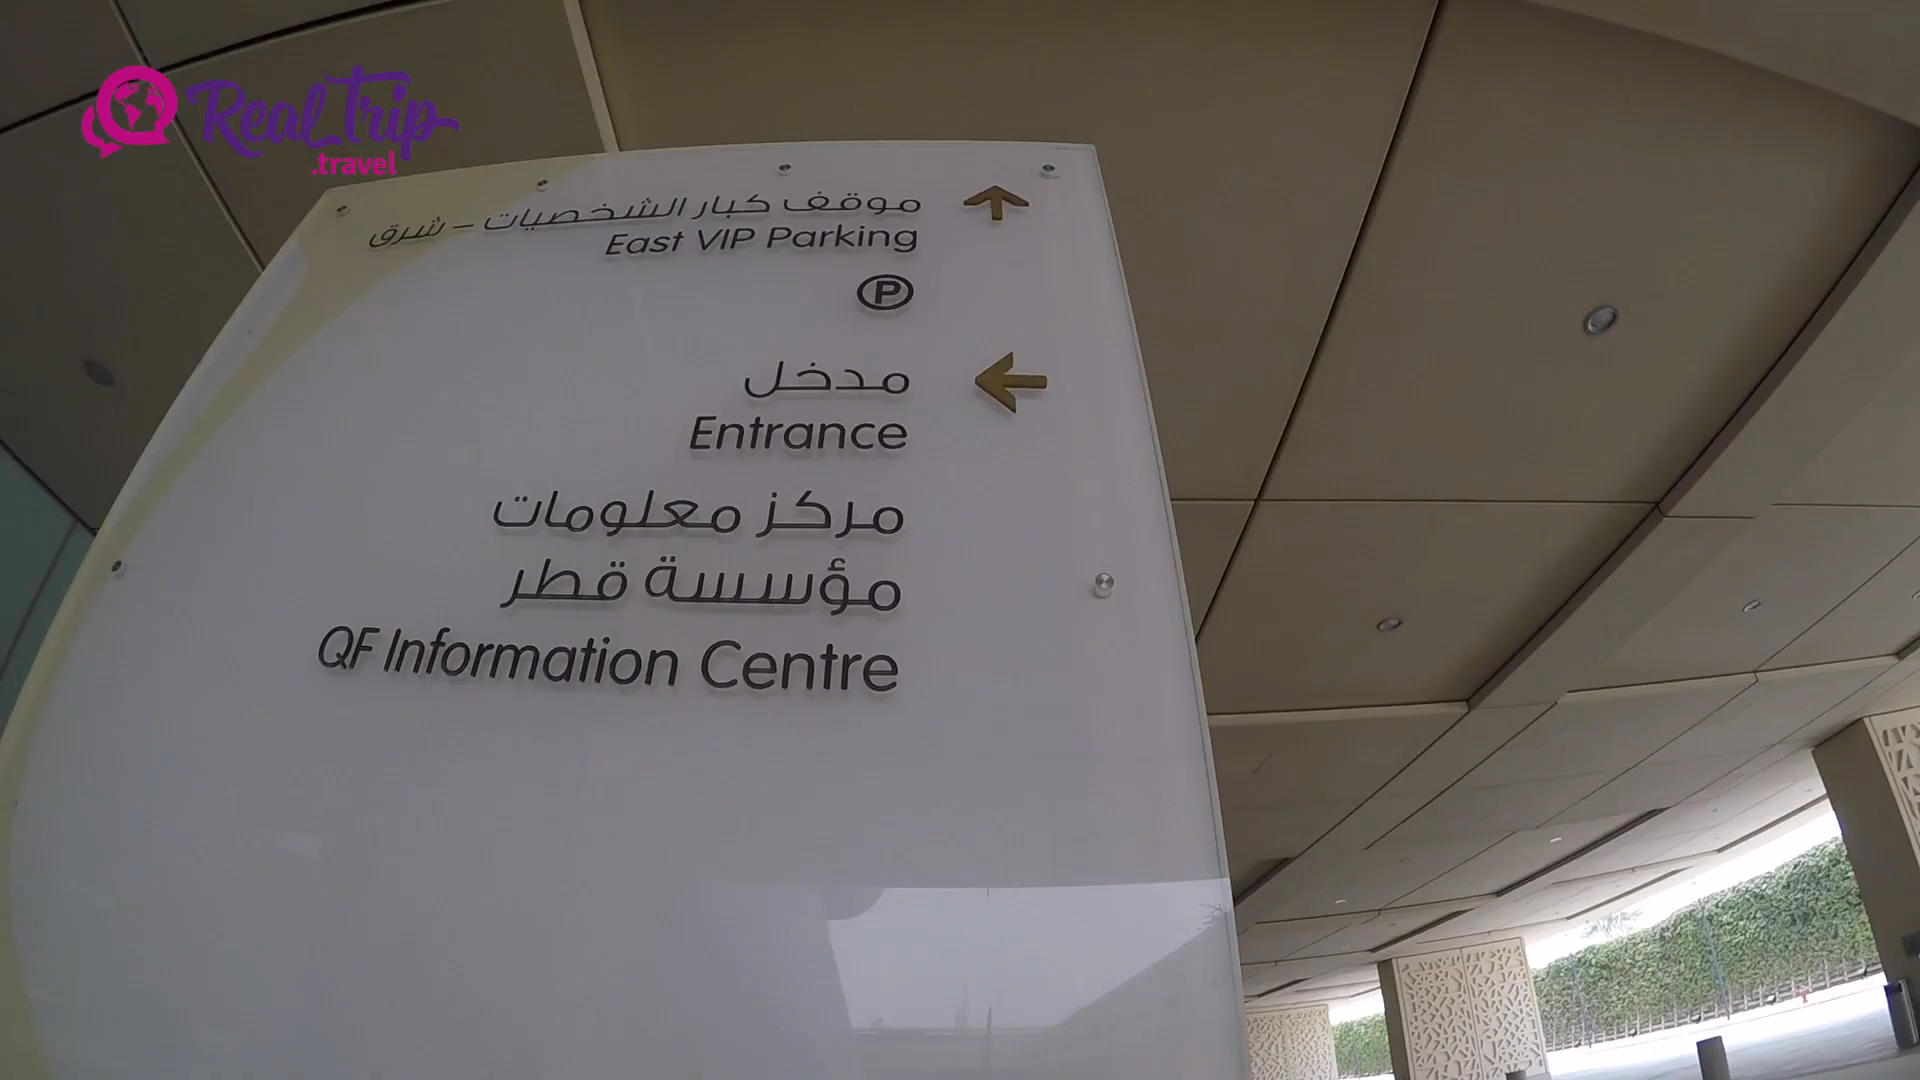 Real Trip
.travel
موقف كبار الشخصيات – شرق
East VIP Parking
P
مدخل
Entrance
مركز معلومات
مؤسسة قطر
QF Information Centre